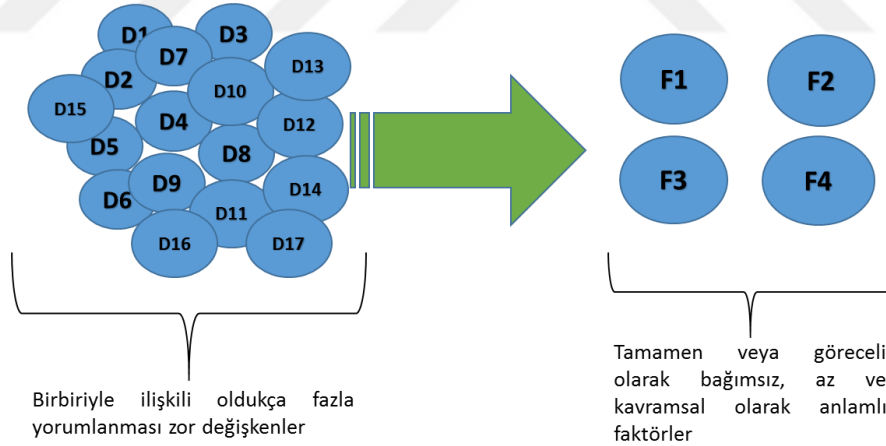 D1
D3
D7
D2
D13
D10
D15
D4
D12
D5
D8
D9
D14
D6
D11
D16
D17
F1
F2
F3
F4
Birbiriyle ilişkili oldukça fazla
yorumlanması zor değişkenler
Tamamen veya göreceli
olarak bağımsız, az ve
kavramsal olarak anlamlı
faktörler